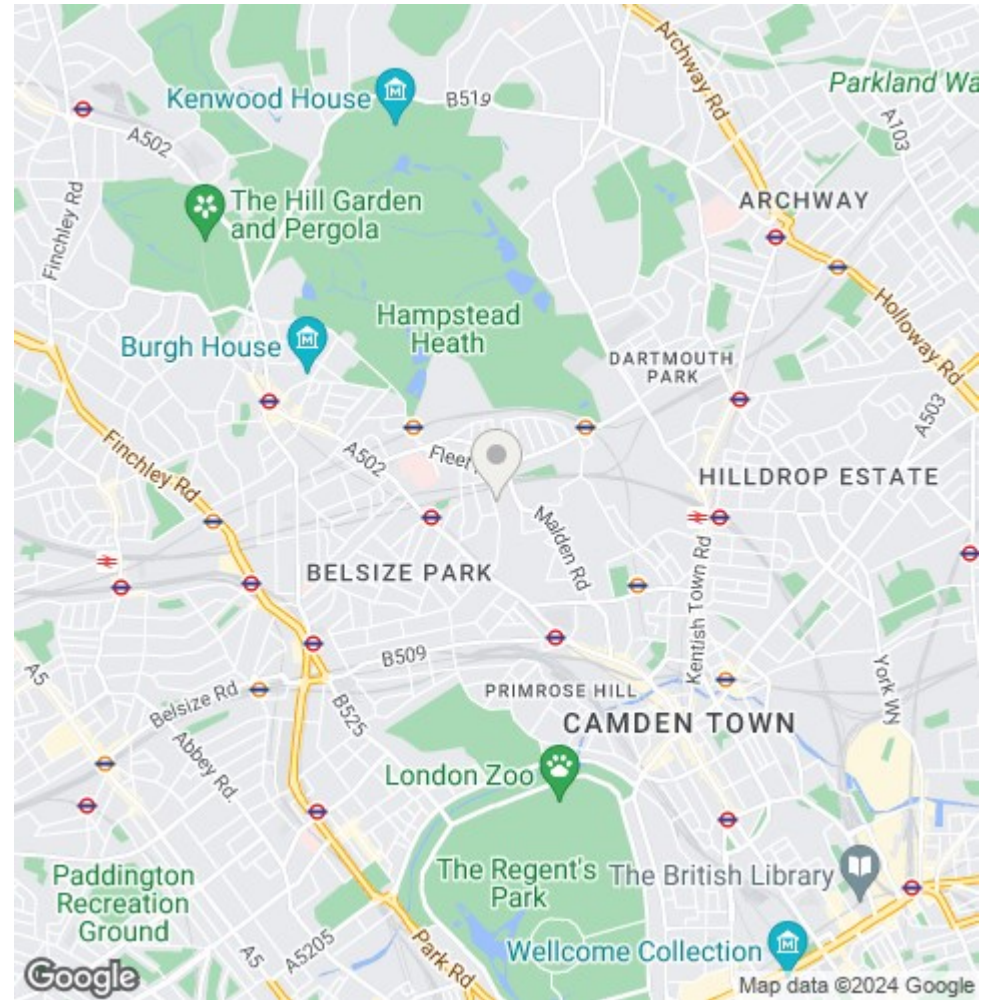 Kenwood House
B519
Archway Rd
Parkland Wa
A502
A103
Finchley Rd
The Hill Garden
and Pergola
ARCHWAY
Hampstead
Heath
Holloway Rd
Burgh House
DARTMOUTH
PARK
A503
Finchley Rd
A502
Fleet
HILLDROP ESTATE
Malden Rd
BELSIZE PARK
Kentish Town Rd
B509
A5
Belsize Rd
B525
PRIMROSE HILL
York WN
Abbey Rd.
CAMDEN TOWN
London Zoo
The Regent's
Park
The British Library
Paddington
Recreation
Ground
A5
A5205
Park Rd
Wellcome Collection
Google
Map data ©2024 Google